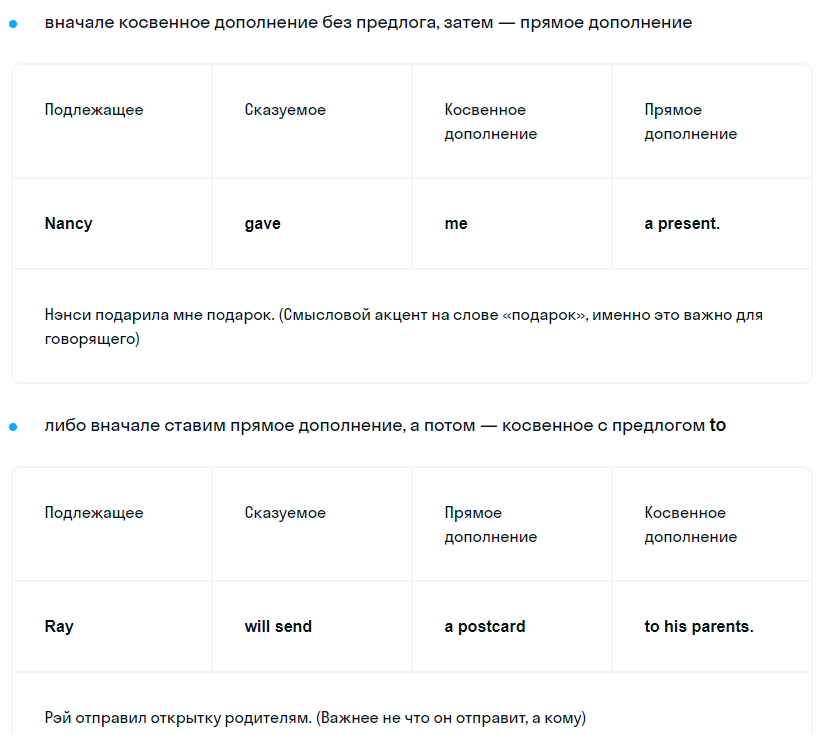 вначале косвенное дополнение без предлога, затем — прямое дополнение
Подлежащее
Сказуемое
Косвенное
дополнение
Прямое
дополнение
Nancy
gave
me
a present.
Нэнси подарила мне подарок. (Смысловой акцент на слове «подарок», именно это важно для
говорящего)
либо вначале ставим прямое дополнение, а потом — косвенное с предлогом to
Подлежащее
Сказуемое
Прямое
дополнение
Косвенное
дополнение
Ray
will send
a postcard
to his parents.
Рэй отправил открытку родителям. (Важнее не что он отправит, а кому)